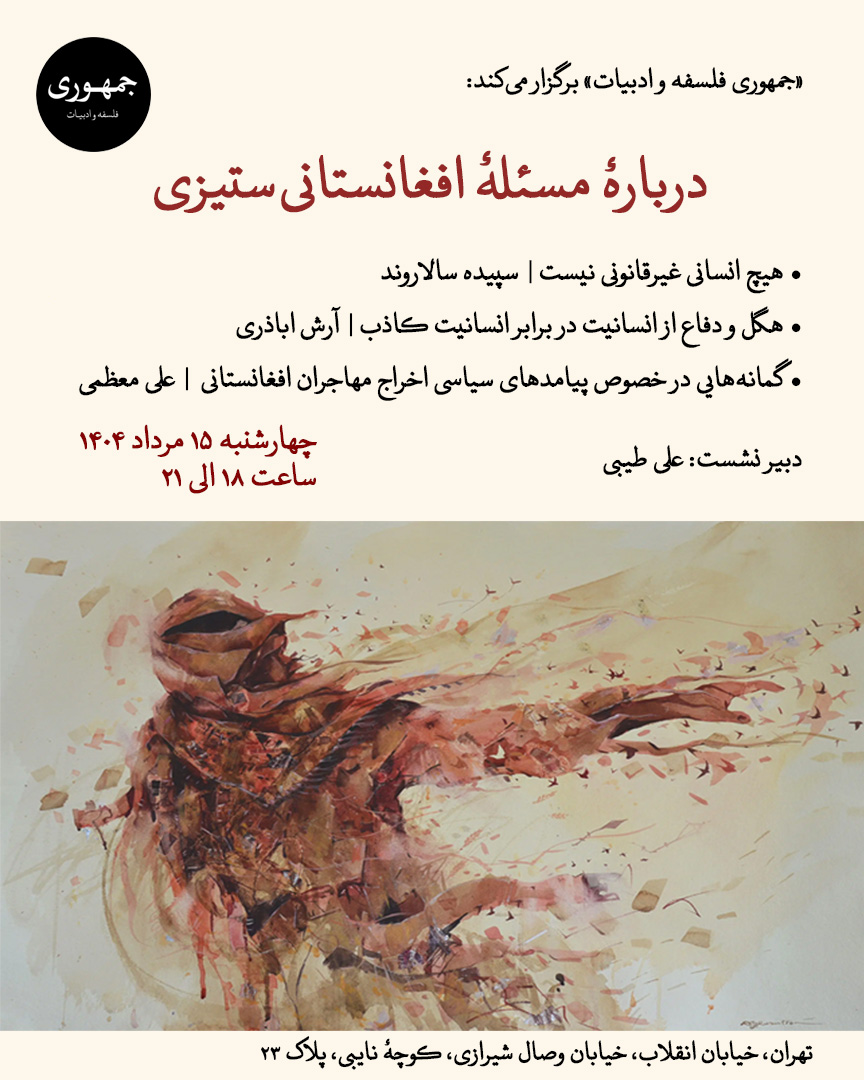 جمهوری
فلسفه و ادبیات
«جمهوری فلسفه و ادبیات» برگزار می‌کند:
دربارهٔ مسئلهٔ افغانستانی‌ستیزی
• هیچ انسانی غیرقانونی نیست | سپیده سالاروند
• هگل و دفاع از انسانیت در برابر انسانیت کاذب | آرش اباذری
• گمانه‌هایی در خصوص پیامدهای سیاسی اخراج مهاجران افغانستانی | علی معظمی
دبیر نشست: علی طیبی
چهارشنبه ۱۵ مرداد ۱۴۰۴
ساعت ۱۸ الی ۲۱
تهران، خیابان انقلاب، خیابان وصال شیرازی، کوچهٔ نایبی، پلاک ۲۳